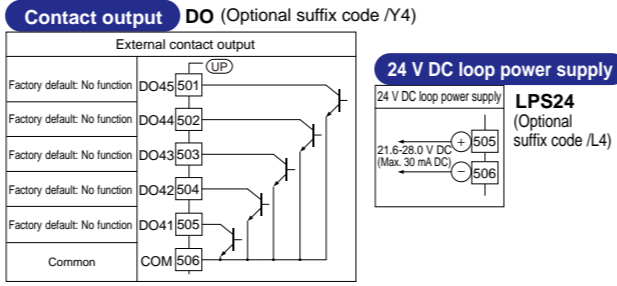 Contact output DO (Optional suffix code /Y4)
External contact output
UP
Factory default: No function DO45 501
Factory default: No function DO44 502
Factory default: No function DO43 503
Factory default: No function DO42 504
Factory default: No function DO41 505
Common COM 506
24 V DC loop power supply
24 V DC loop power supply
LPS24
(Optional
suffix code /L4)
21.6-28.0 V DC
(Max. 30 mA DC)
+ 505
− 506